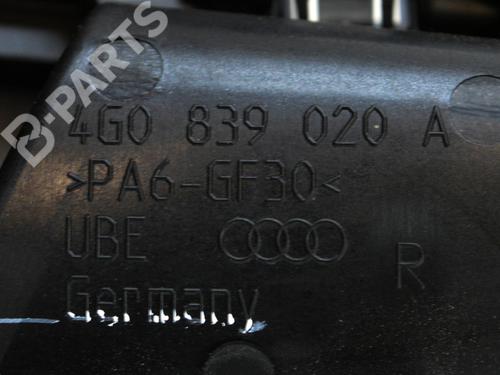 B-PARTS
4G0 839 020 A
>PA6-GF30<
UBE
R
Germany